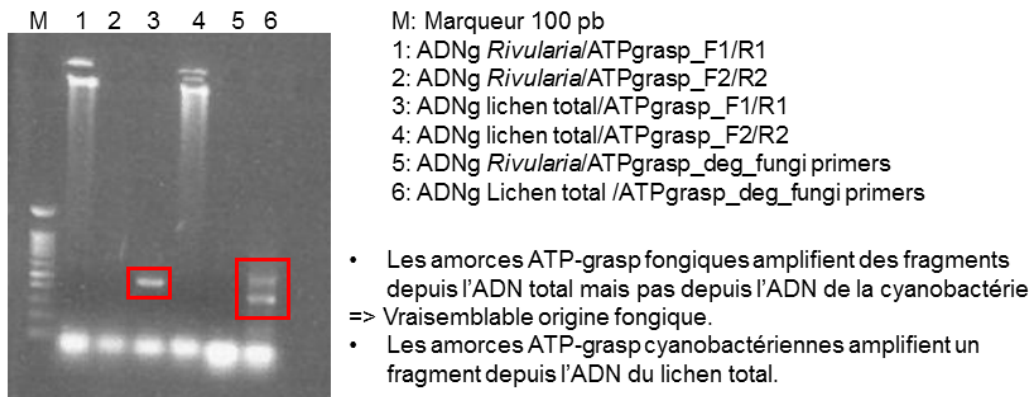 M 1 2 3 4 5 6
M: Marqueur 100 pb
1: ADNg Rivularia/ATPgrasp_F1/R1
2: ADNg Rivularia/ATPgrasp_F2/R2
3: ADNg lichen total/ATPgrasp_F1/R1
4: ADNg lichen total/ATPgrasp_F2/R2
5: ADNg Rivularia/ATPgrasp_deg_fungi primers
6: ADNg Lichen total /ATPgrasp_deg_fungi primers
• Les amorces ATP-grasp fongiques amplifient des fragments
depuis l’ADN total mais pas depuis l’ADN de la cyanobactérie
=> Vraisemblable origine fongique.
• Les amorces ATP-grasp cyanobactériennes amplifient un
fragment depuis l’ADN du lichen total.